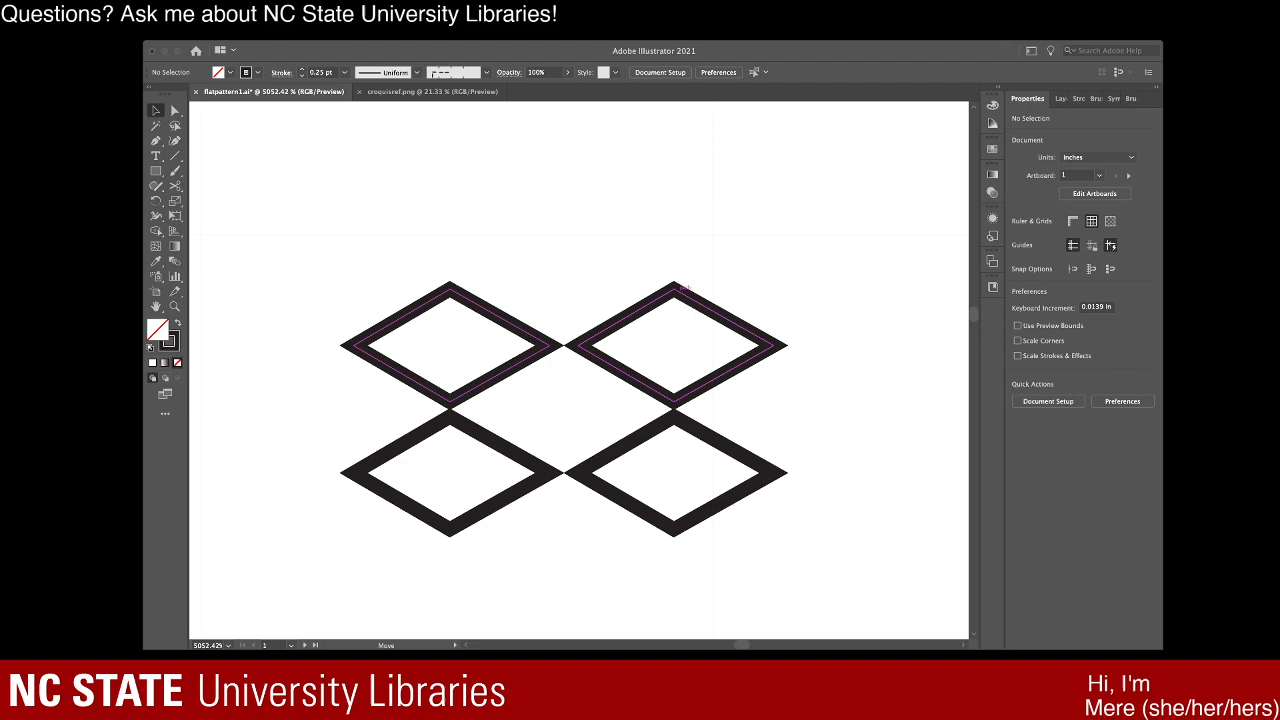 Questions? Ask me about NC State University Libraries!
Adobe Illustrator 2021
Search Adobe Help
No Selection
Stroke:
0.25 pt
Uniform
Opacity:
100%
Style:
Document Setup
Preferences
flatpattern1.ai* @ 5052.42 % (RGB/Preview)
croquisref.png @ 21.33 % (RGB/Preview)
Properties
Lay
Stro
Bru
Syn
Bru
No Selection
Document
Units:
Inches
Artboard:
1
Edit Artboards
Ruler & Grids
Guides
Snap Options
Preferences
Keyboard Increment:
0.0139 in
Use Preview Bounds
Scale Corners
Scale Strokes & Effects
Quick Actions
Document Setup
Preferences
5052.429
1
Move
NC STATE University Libraries
Hi, I'm
Mere (she/her/hers)